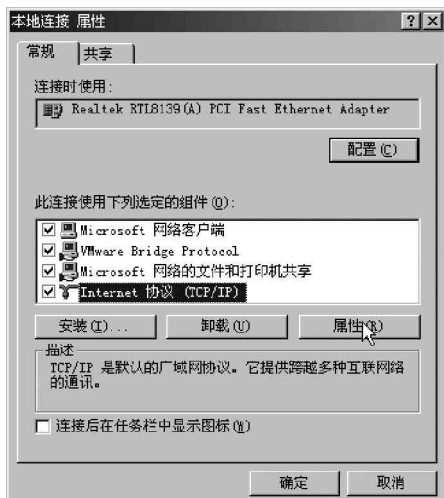 本地连接 属性
常规 共享
连接时使用:
Realtek RTL8139(A) PCI Fast Ethernet Adapter
配置(C)
此连接使用下列选定的组件(O):
Microsoft 网络客户端
VMware Bridge Protocol
Microsoft 网络的文件和打印机共享
Internet 协议 (TCP/IP)
安装(I)... 卸载(U) 属性(R)
描述
TCP/IP 是默认的广域网协议。它提供跨越多种互联网络
的通讯。
连接后在任务栏中显示图标(W)
确定 取消